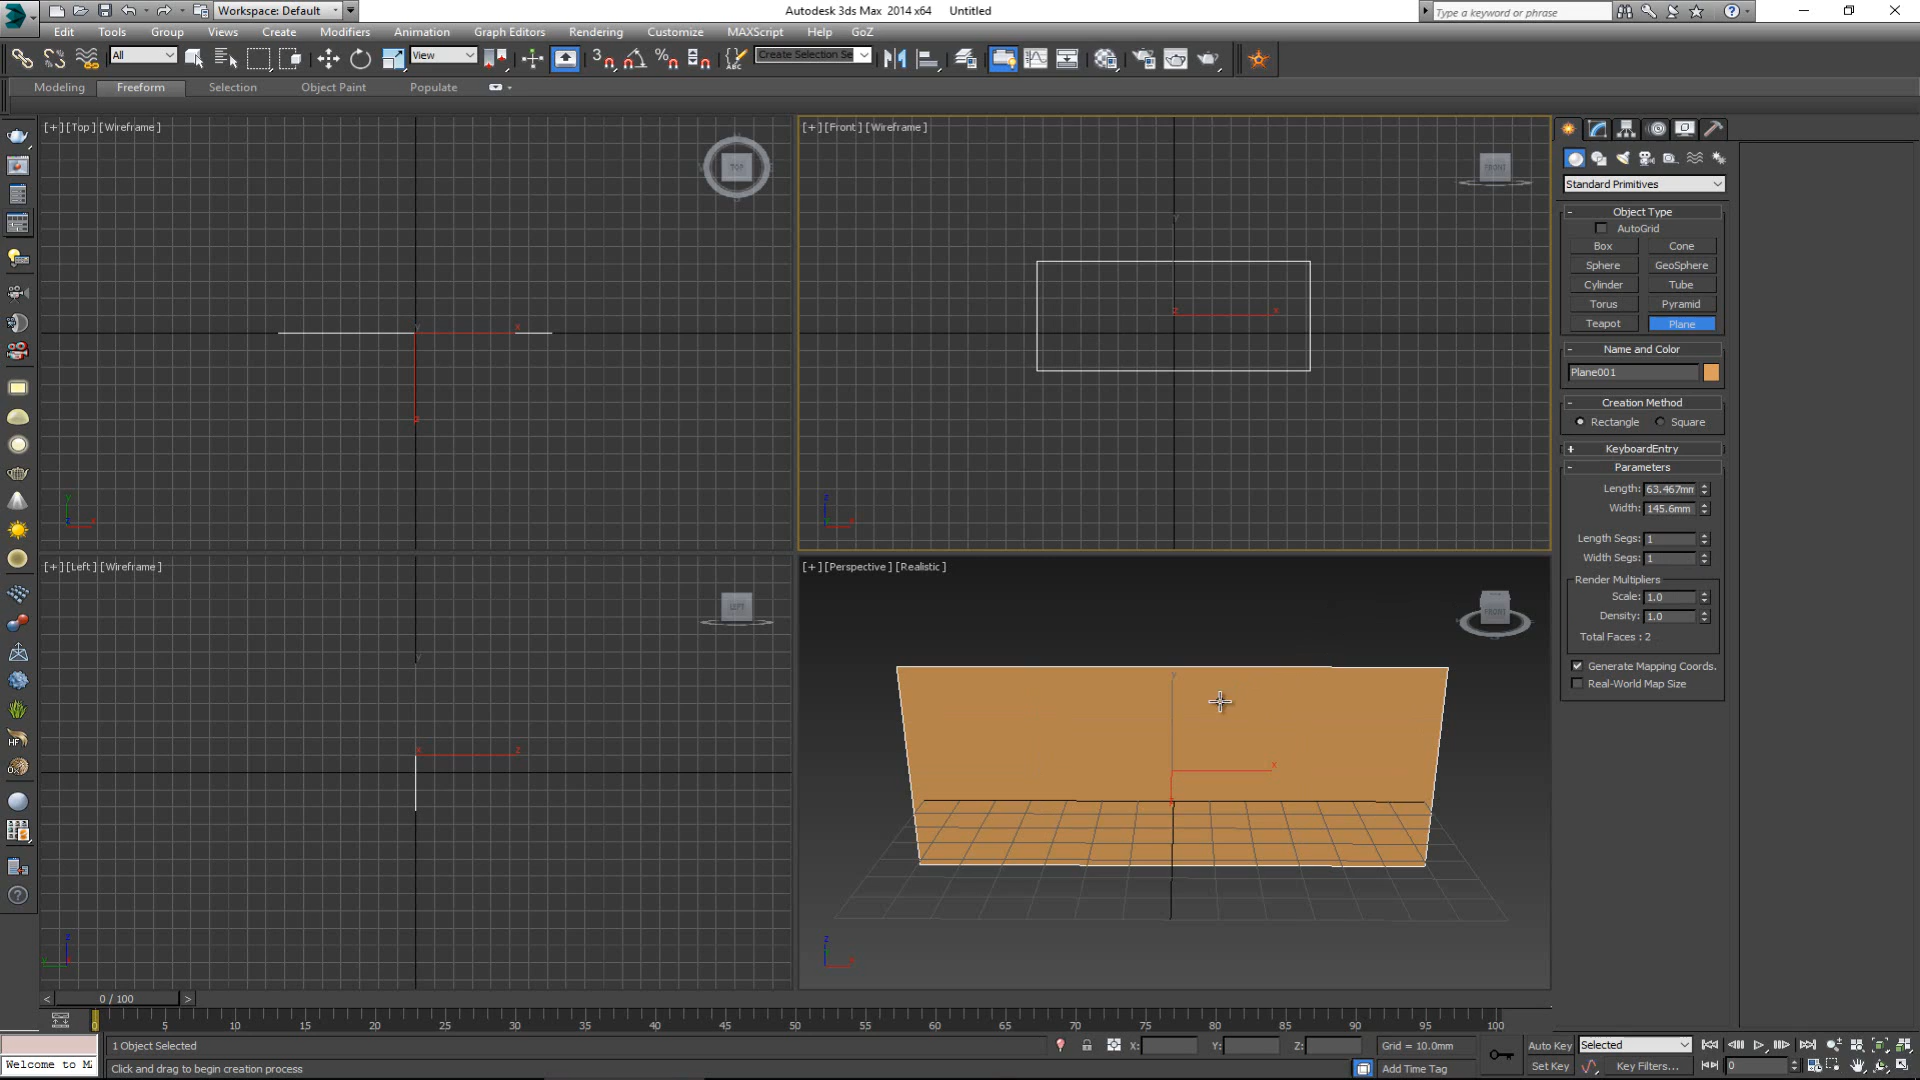 Workspace: Default
Autodesk 3ds Max 2014 x64 Untitled
Type a keyword or phrase
Edit Tools Group Views Create Modifiers Animation Graph Editors Rendering Customize MAXScript Help GoZ
All View Create Selection Se
Modeling Freeform Selection Object Paint Populate
[+] [Top] [Wireframe]
TOP
[+] [Front] [Wireframe]
FRONT
[+] [Left] [Wireframe]
LEFT
[+] [Perspective] [Realistic]
FRONT
Standard Primitives
- Object Type
AutoGrid
Box Cone
Sphere GeoSphere
Cylinder Tube
Torus Pyramid
Teapot Plane
- Name and Color
Plane001
- Creation Method
Rectangle Square
+ KeyboardEntry
- Parameters
Length: 63.467mm
Width: 145.6mm
Length Segs: 1
Width Segs: 1
Render Multipliers
Scale: 1.0
Density: 1.0
Total Faces : 2
Generate Mapping Coords.
Real-World Map Size
< 0 / 100 >
0 5 10 15 20 25 30 35 40 45 50 55 60 65 70 75 80 85 90 95 100
1 Object Selected X: Y: Z: Grid = 10.0mm Auto Key Selected
Welcome to Click and drag to begin creation process Add Time Tag Set Key Key Filters... 0